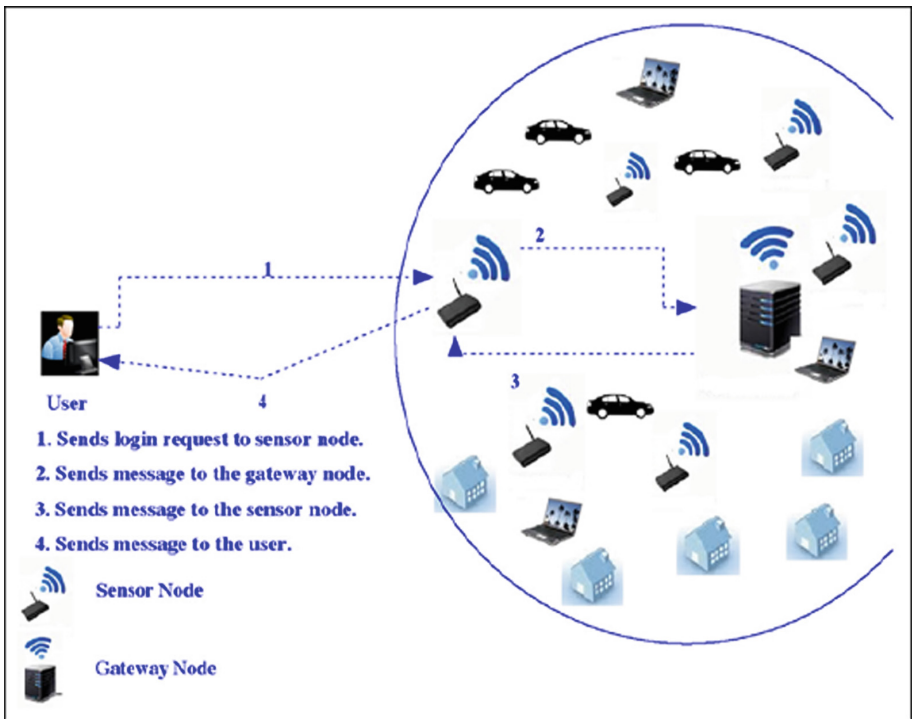 1
2
3
4
User
1. Sends login request to sensor node.
2. Sends message to the gateway node.
3. Sends message to the sensor node.
4. Sends message to the user.
Sensor Node
Gateway Node